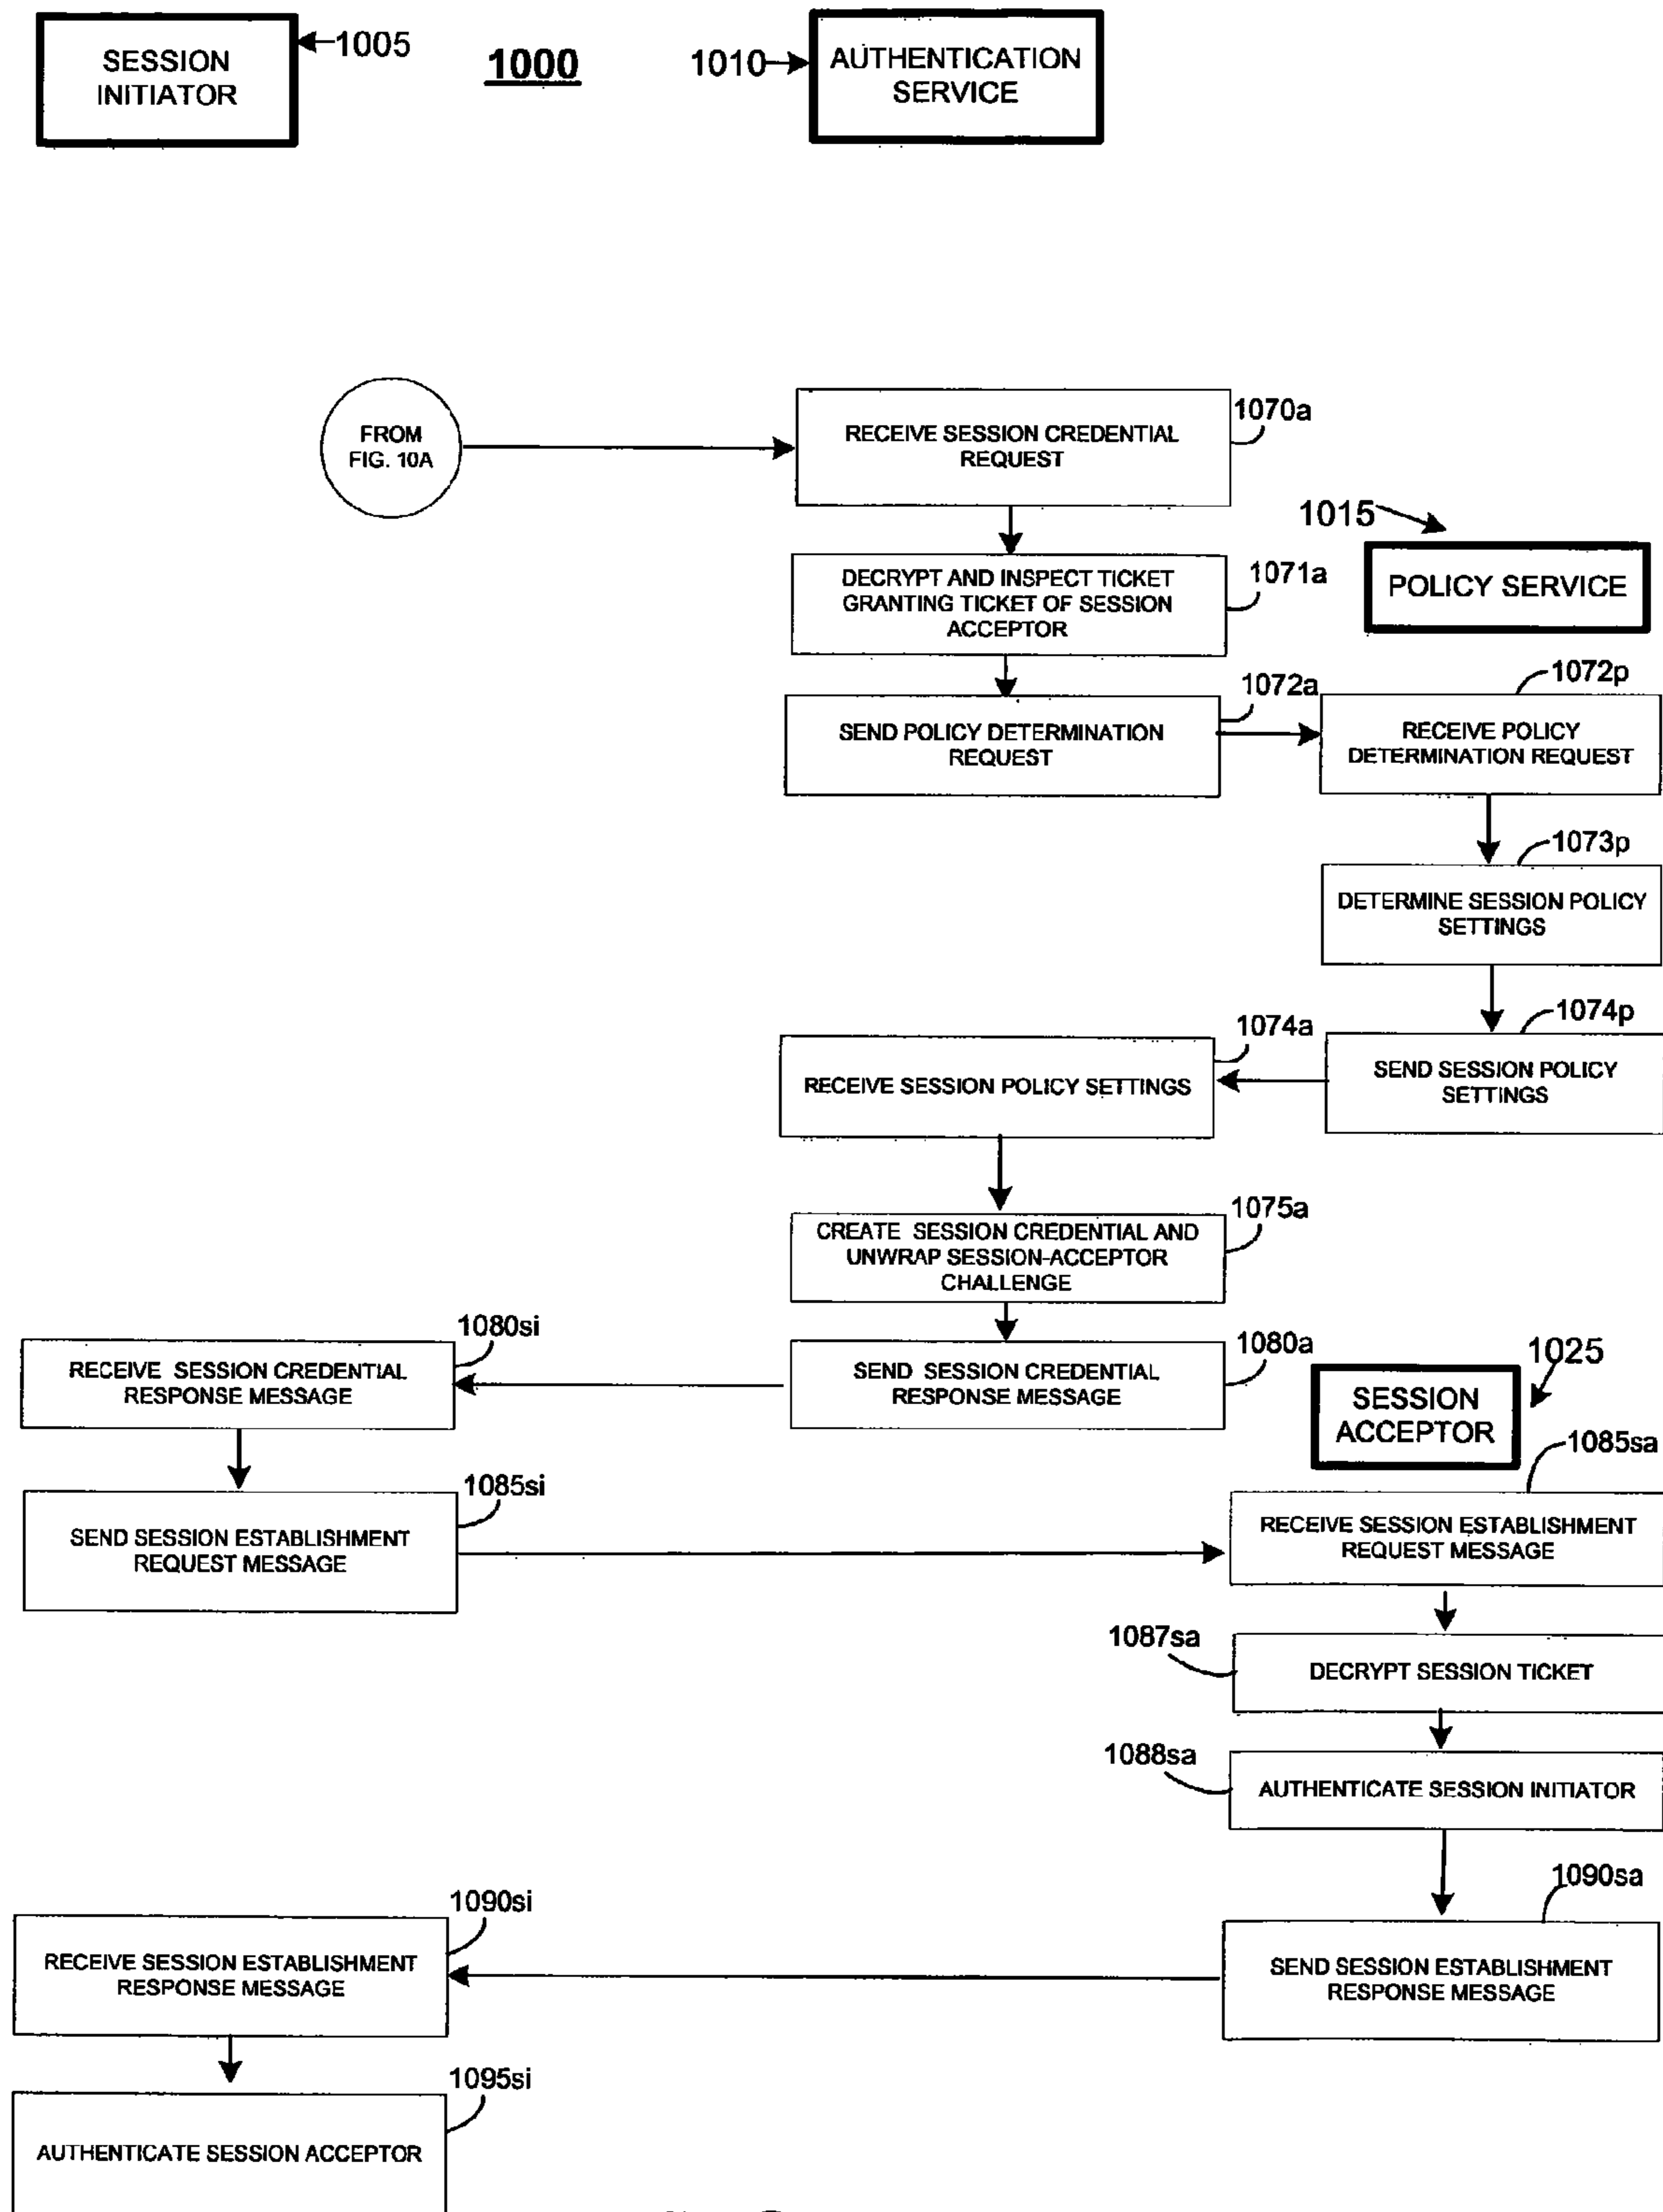 SESSION
INITIATOR
1005
1000
1010
AUTHENTICATION
SERVICE
FROM
FIG. 10A
RECEIVE SESSION CREDENTIAL
REQUEST
1070a
DECRYPT AND INSPECT TICKET
GRANTING TICKET OF SESSION
ACCEPTOR
1071a
1015
POLICY SERVICE
SEND POLICY DETERMINATION
REQUEST
1072a
1072p
RECEIVE POLICY
DETERMINATION REQUEST
1073p
DETERMINE SESSION POLICY
SETTINGS
1074p
SEND SESSION POLICY
SETTINGS
1074a
RECEIVE SESSION POLICY SETTINGS
1075a
CREATE SESSION CREDENTIAL AND
UNWRAP SESSION-ACCEPTOR
CHALLENGE
1080si
RECEIVE SESSION CREDENTIAL
RESPONSE MESSAGE
SEND SESSION CREDENTIAL
RESPONSE MESSAGE
1080a
1025
SESSION
ACCEPTOR
1085si
SEND SESSION ESTABLISHMENT
REQUEST MESSAGE
1085sa
RECEIVE SESSION ESTABLISHMENT
REQUEST MESSAGE
1087sa
DECRYPT SESSION TICKET
1088sa
AUTHENTICATE SESSION INITIATOR
1090sa
SEND SESSION ESTABLISHMENT
RESPONSE MESSAGE
1090si
RECEIVE SESSION ESTABLISHMENT
RESPONSE MESSAGE
1095si
AUTHENTICATE SESSION ACCEPTOR